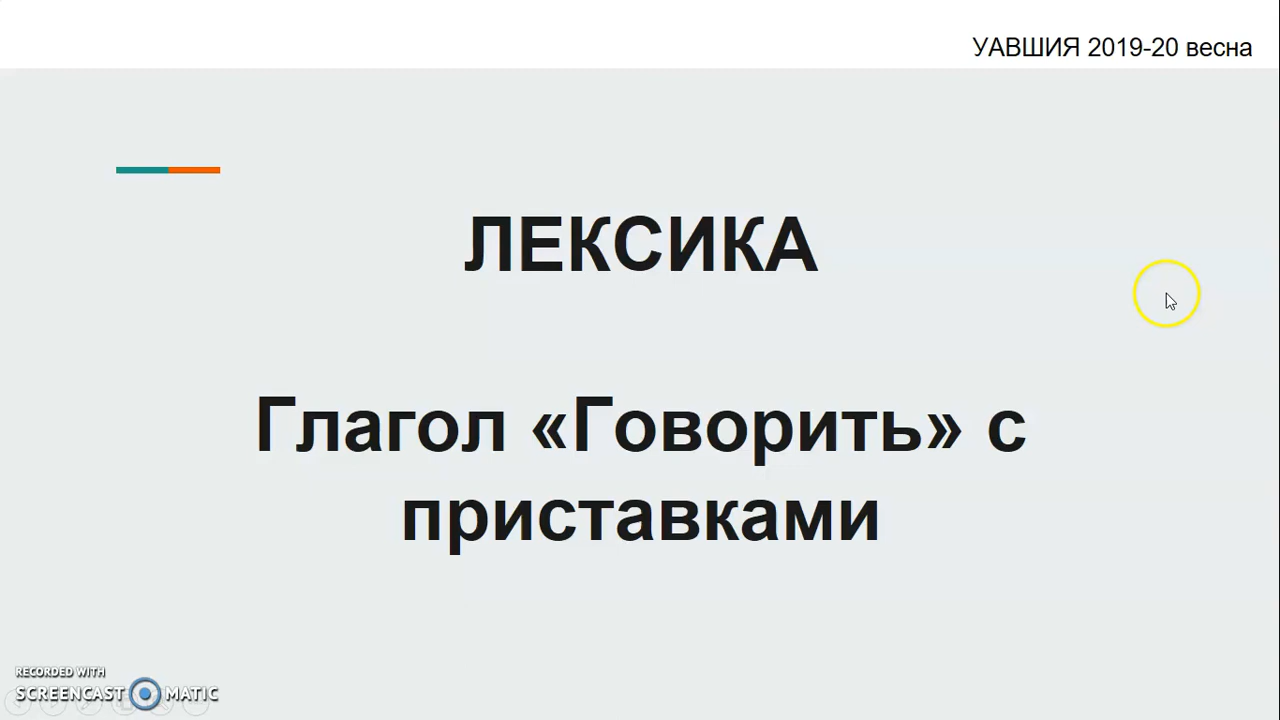 УАВШИЯ 2019-20 весна
ЛЕКСИКА
Глагол «Говорить» с
приставками
RECORDED WITH
SCREENCAST MATIC